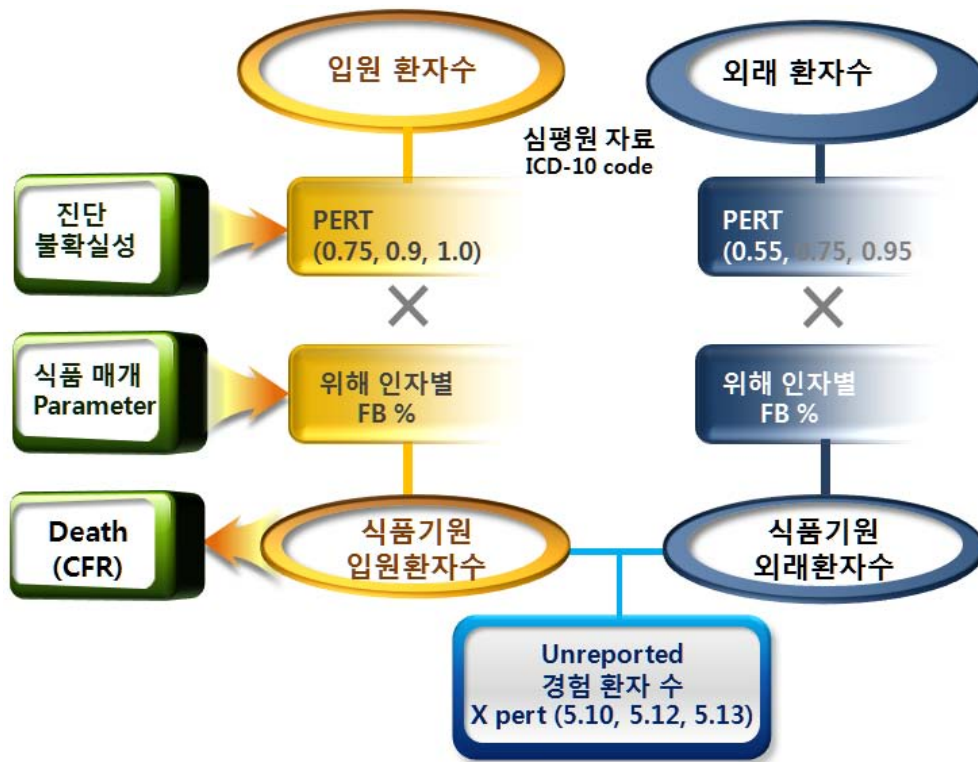 입원 환자수
외래 환자수
심평원 자료
ICD-10 code
진단
불확실성
PERT
(0.75, 0.9, 1.0)
PERT
(0.55, 0.75, 0.95
식품 매개
Parameter
위해 인자별
FB %
위해 인자별
FB %
Death
(CFR)
식품기원
입원환자수
식품기원
외래환자수
Unreported
경험 환자 수
X pert (5.10, 5.12, 5.13)